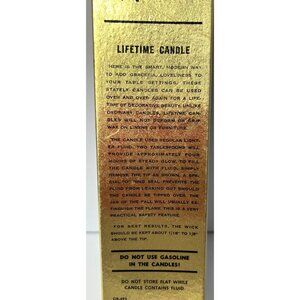 LIFETIME CANDLE
HERE IS THE SMART, MODERN WAY
TO ADD GRACEFUL LOVELINESS TO
YOUR TABLE SETTINGS. THESE
STATELY CANDLES CAN BE USED
OVER AND OVER AGAIN FOR A LIFE-
TIME OF DECORATIVE BEAUTY. UNLIKE
ORDINARY CANDLES, LIFETIME CAN-
DLES WILL NOT DEFORM OR DRIP
WAX ON LINENS OR FURNITURE.
THE CANDLE USES REGULAR LIGHT-
ER FLUID. TWO TABLESPOONS WILL
PROVIDE APPROXIMATELY FOUR
HOURS OF STEADY GLOW. TO FILL
THE CANDLE WITH FLUID, SIMPLY
REMOVE THE TIP AS SHOWN. A SPE-
CIAL SEAL PREVENTS THE
FLUID FROM LEAKING OUT SHOULD
THE CANDLE BE TIPPED OVER. THE
OF THE FALL WILL USUALLY EX-
TINGUISH THE FLAME. THIS IS A VERY
PRACTICAL SAFETY FEATURE.
FOR BEST RESULTS, THE WICK
SHOULD BE KEPT ABOUT 1/16" TO 1/8"
ABOVE THE TIP.
DO NOT USE GASOLINE
IN THE CANDLES!
DO NOT STORE FLAT WHILE
CANDLE CONTAINS FLUID.